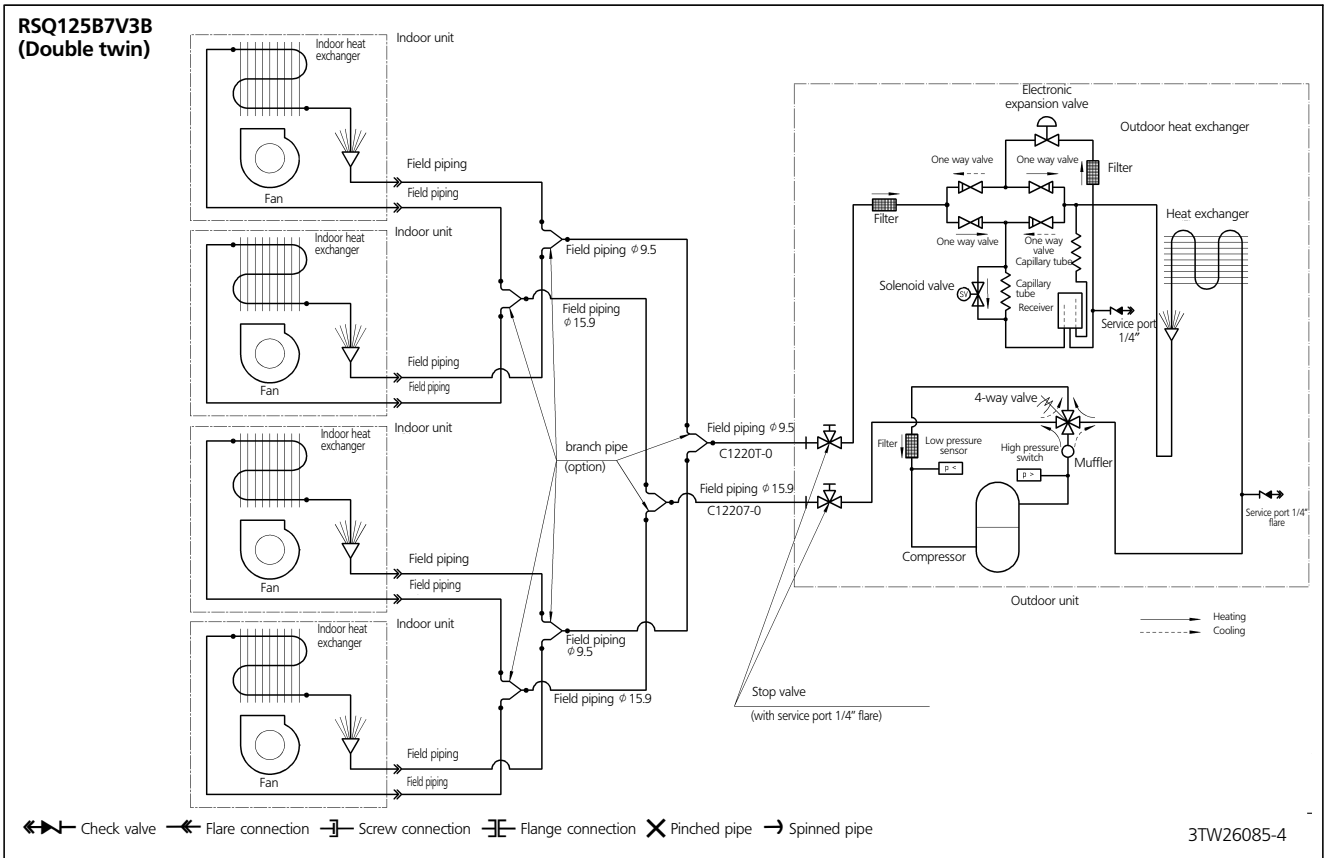 RSQ125B7V3B
(Double twin)
Indoor heat
exchanger
Indoor unit
Fan
Field piping
Field piping
Indoor heat
exchanger
Indoor unit
Fan
Field piping
Field piping
Indoor heat
exchanger
Indoor unit
Fan
Field piping
Field piping
Indoor heat
exchanger
Indoor unit
Fan
Field piping
Field piping
Field piping ϕ9.5
Field piping
ϕ15.9
branch pipe
(option)
Field piping
ϕ9.5
Field piping ϕ15.9
Field piping ϕ9.5
C1220T-0
Field piping ϕ15.9
C12207-0
Stop valve
(with service port 1/4" flare)
Electronic
expansion valve
Outdoor heat exchanger
One way valve
One way valve
Filter
Filter
Heat exchanger
One way valve
One way
valve
Capillary tube
Solenoid valve
SV
Capillary
tube
Receiver
Service port
1/4"
4-way valve
Filter
Low pressure
sensor
P <
High pressure
switch
P >
Muffler
Compressor
Service port 1/4"
flare
Outdoor unit
Heating
Cooling
Check valve
Flare connection
Screw connection
Flange connection
Pinched pipe
Spinned pipe
-
3TW26085-4